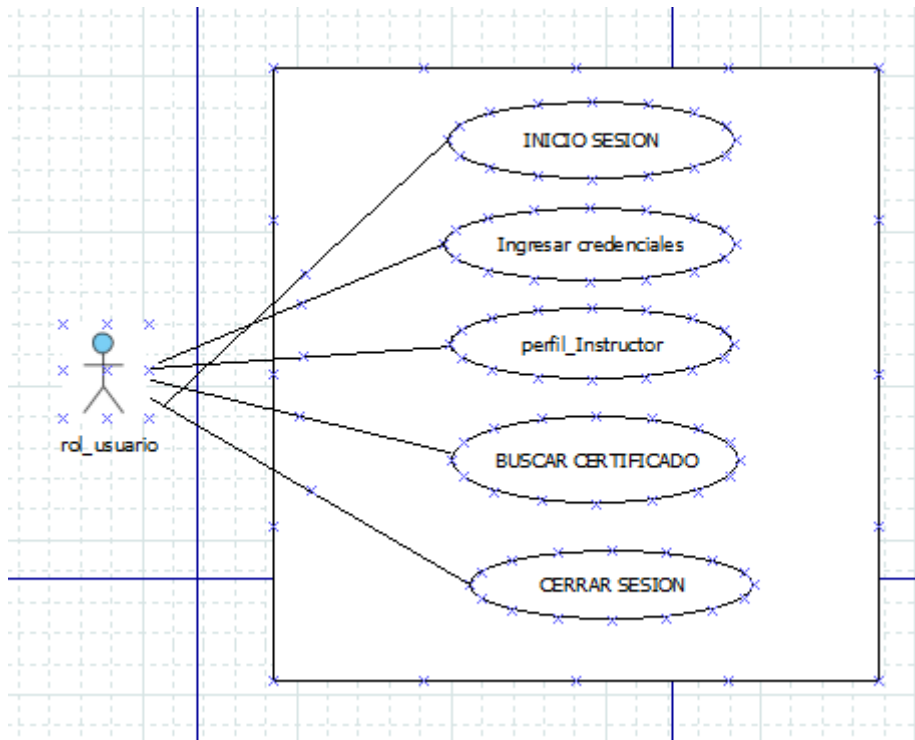 INICIO SESION
Ingresar credenciales
perfil_Instructor
rol_usuario
BUSCAR CERTIFICADO
CERRAR SESION